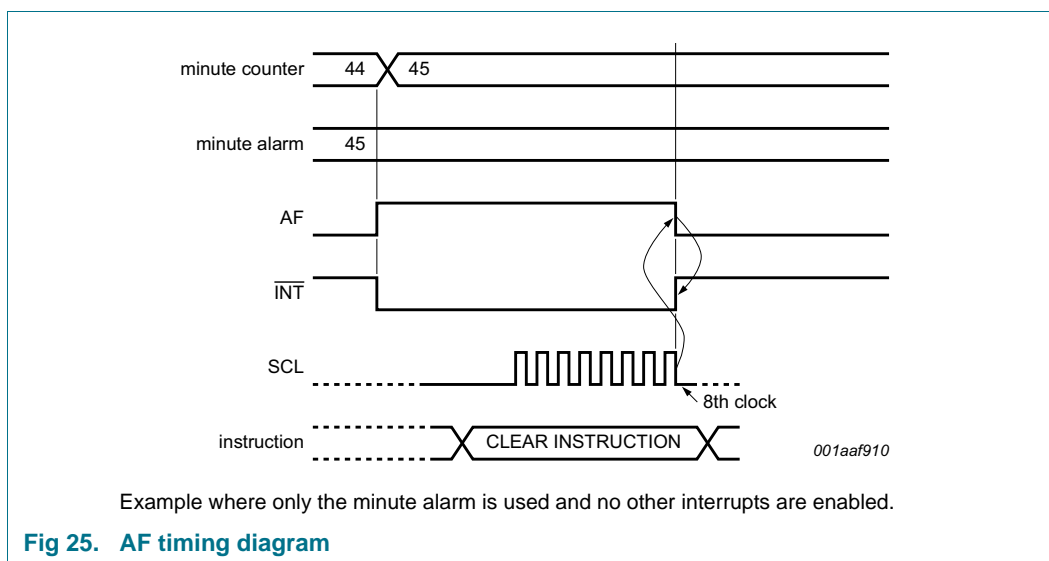 minute counter 44 45
minute alarm 45
AF
INT
SCL
8th clock
instruction CLEAR INSTRUCTION
001aaf910
Example where only the minute alarm is used and no other interrupts are enabled.
Fig 25. AF timing diagram